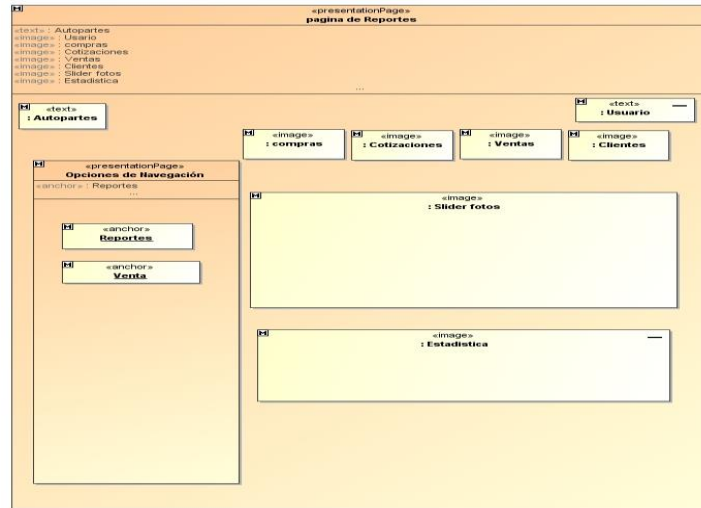 «presentationPage»
pagina de Reportes
«text» : Autopartes
«image» : Usario
«image» : compras
«image» : Cotizaciones
«image» : Ventas
«image» : Clientes
«image» : Slider fotos
«image» : Estadistica
...
«text»
: Autopartes
«text»
: Usuario
«image»
: compras
«image»
: Cotizaciones
«image»
: Ventas
«image»
: Clientes
«presentationPage»
Opciones de Navegación
«anchor» : Reportes
...
«anchor»
Reportes
«anchor»
Venta
«image»
: Slider fotos
«image»
: Estadistica